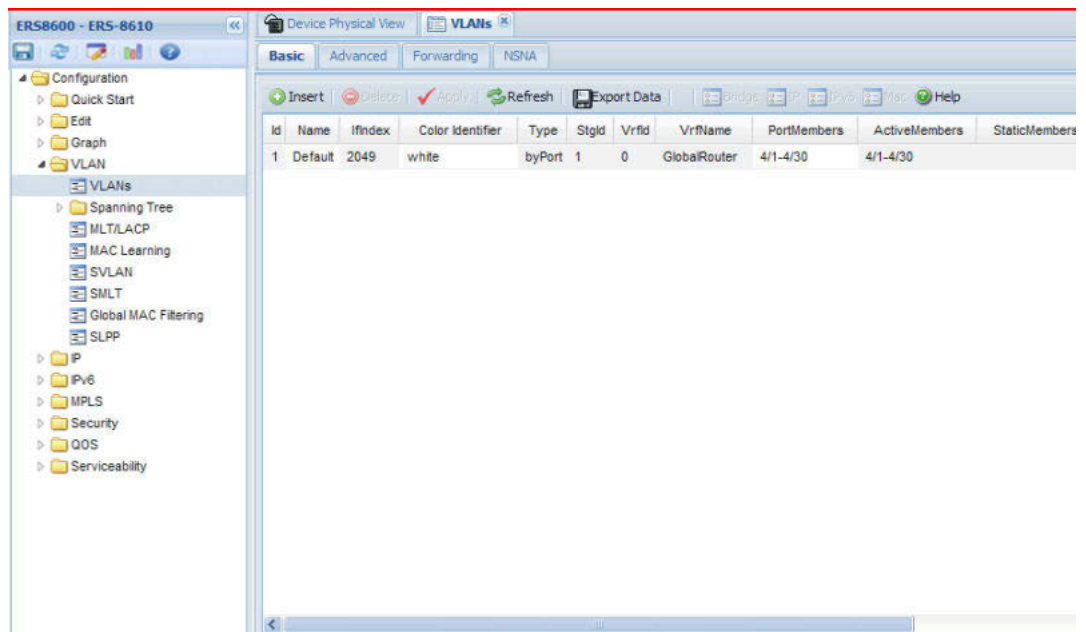 ERS8600 - ERS-8610
Configuration
Quick Start
Edit
Graph
VLAN
VLANs
Spanning Tree
MLT/LACP
MAC Learning
SVLAN
SMLT
Global MAC Filtering
SLPP
IP
IPv6
MPLS
Security
QOS
Serviceability
Device Physical View VLANs
Basic Advanced Forwarding NSNA
Insert Delete Apply Refresh Export Data Bridge IP IPv6 Mac Help
Id Name IfIndex Color Identifier Type StgId VrfId VrfName PortMembers ActiveMembers StaticMembers
1 Default 2049 white byPort 1 0 GlobalRouter 4/1-4/30 4/1-4/30